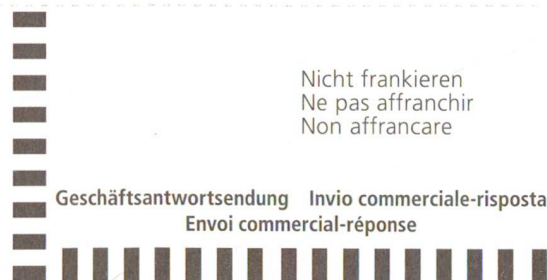 Nicht frankieren
Ne pas affranchir
Non affrancare
Geschäftsantwortsendung Invio commerciale-risposta
Envoi commercial-réponse